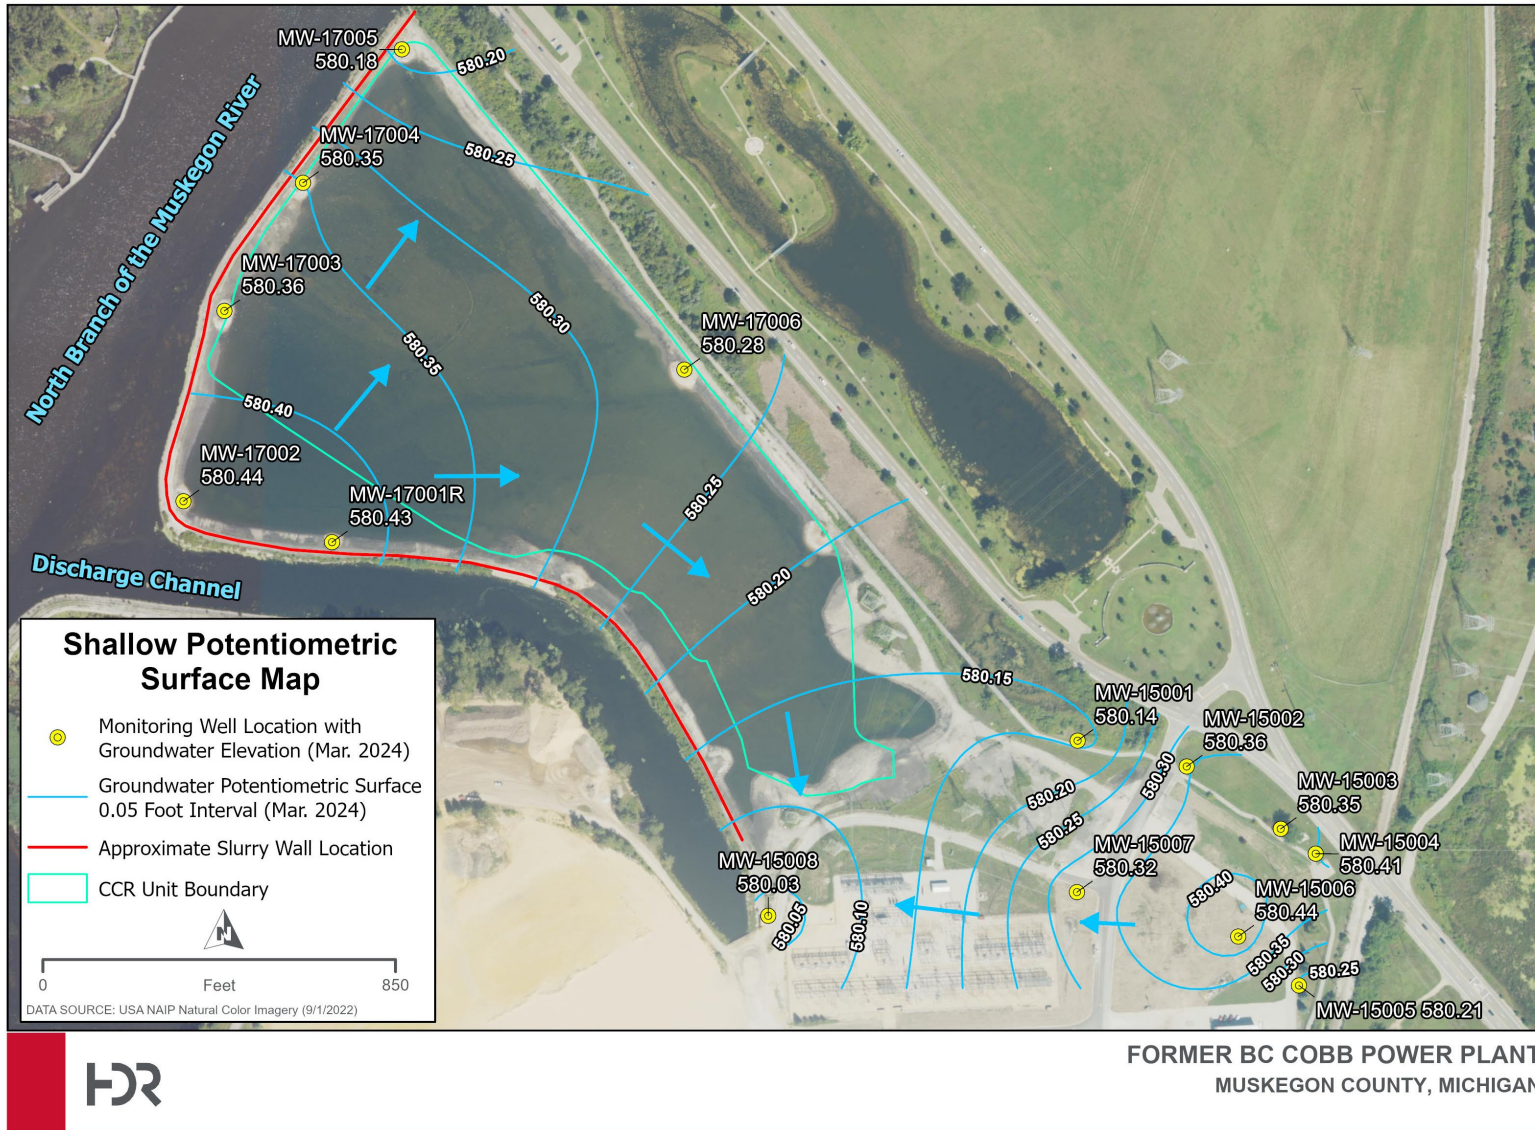 MW-17005
580.18
580.20
MW-17004
580.35
580.25
North Branch of the Muskegon River
MW-17003
580.36
580.30
MW-17006
580.28
580.35
580.40
MW-17002
580.44
MW-17001R
580.43
580.25
Discharge Channel
580.20
580.15
MW-15001
580.14
MW-15002
580.36
580.30
580.20
580.25
MW-15003
580.35
MW-15004
580.41
MW-15007
580.32
MW-15008
580.03
580.05
580.10
580.40
MW-15006
580.44
580.35
580.30
580.25
MW-15005 580.21
Shallow Potentiometric
Surface Map
Monitoring Well Location with
Groundwater Elevation (Mar. 2024)
Groundwater Potentiometric Surface
0.05 Foot Interval (Mar. 2024)
Approximate Slurry Wall Location
CCR Unit Boundary
N
0
Feet
850
DATA SOURCE: USA NAIP Natural Color Imagery (9/1/2022)
HDR
FORMER BC COBB POWER PLANT
MUSKEGON COUNTY, MICHIGAN